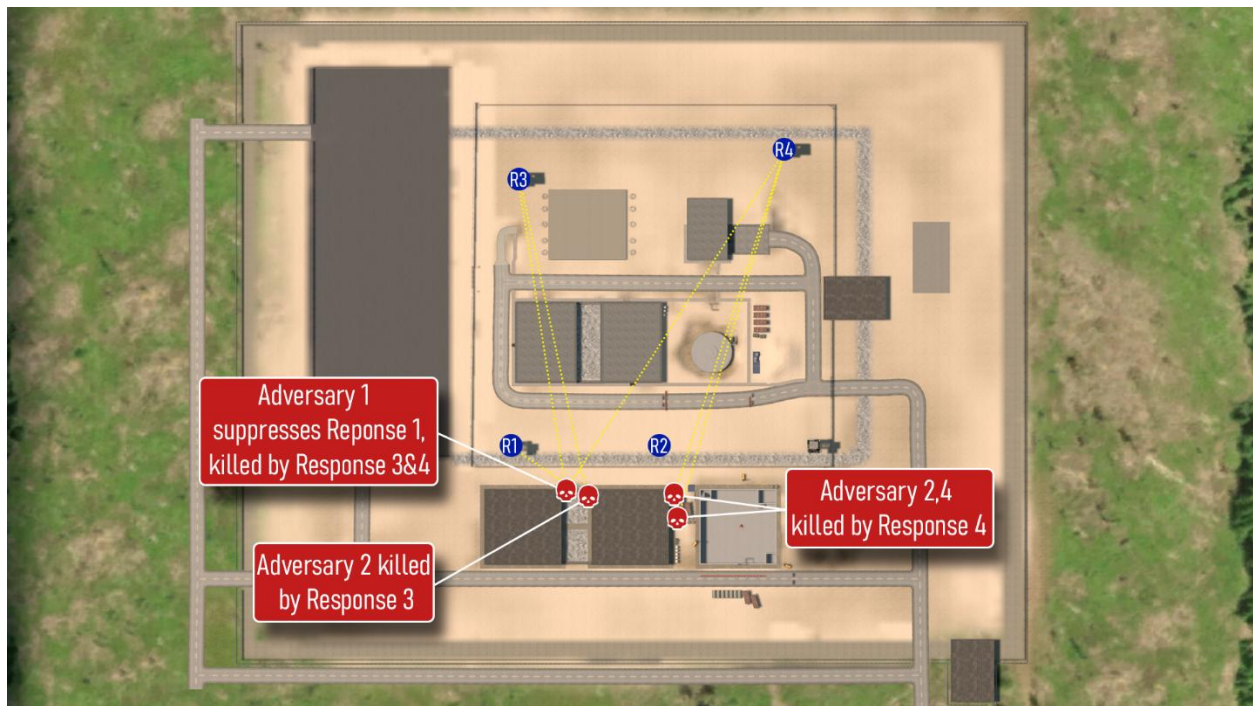 R4
R3
Adversary 1
suppresses Reponse 1,
killed by Response 3&4
R1
R2
Adversary 2,4
killed by Response 4
Adversary 2 killed
by Response 3